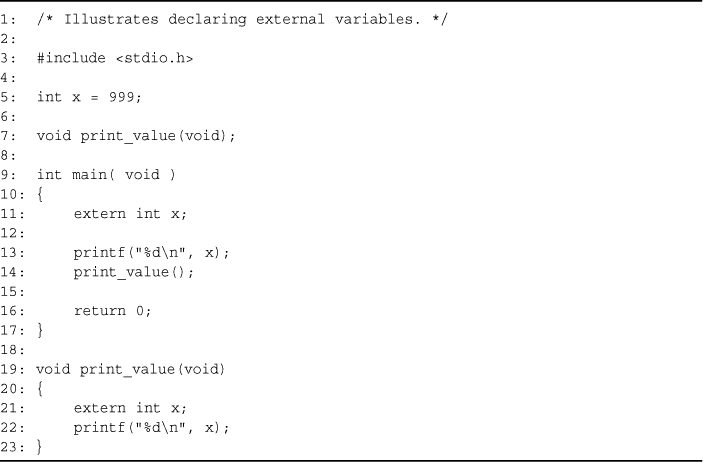 1: /* Illustrates declaring external variables. */
2:
3: #include <stdio.h>
4:
5: int x = 999;
6:
7: void print_value(void);
8:
9: int main( void )
10: {
11:     extern int x;
12:
13:     printf("%d\n", x);
14:     print_value();
15:
16:     return 0;
17: }
18:
19: void print_value(void)
20: {
21:     extern int x;
22:     printf("%d\n", x);
23: }